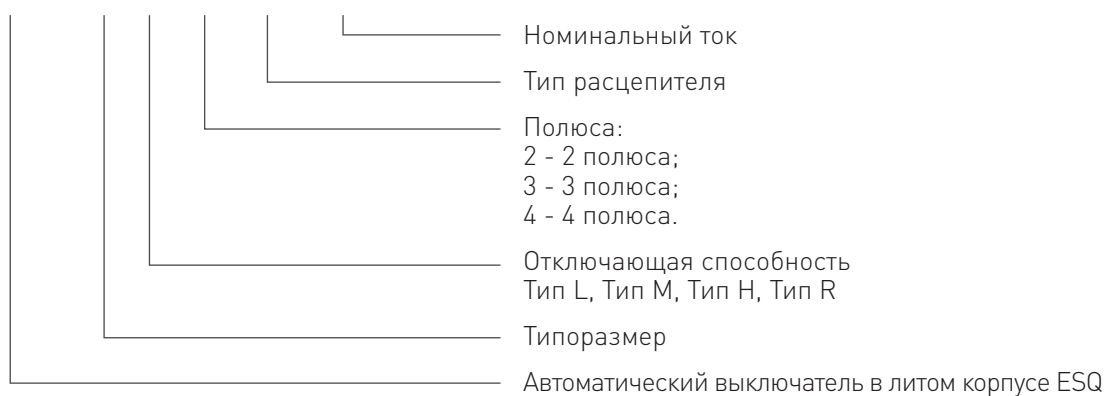 Номинальный ток
Тип расцепителя
Полюса:
2 - 2 полюса;
3 - 3 полюса;
4 - 4 полюса.
Отключающая способность
Тип L, Тип M, Тип H, Тип R
Типоразмер
Автоматический выключатель в литом корпусе ESQ